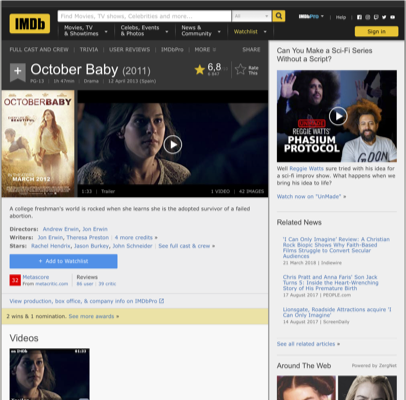 IMDb
Find Movies, TV shows, Celebrities and more...
All
IMDbPro
Help
Movies, TV & Showtimes
Celebs, Events & Photos
News & Community
Watchlist
Sign in
FULL CAST AND CREW | TRIVIA | USER REVIEWS | IMDbPro | MORE
SHARE
October Baby (2011)
PG-13 | 1h 47min | Drama | 12 April 2013 (Spain)
6,8
Rate This
OCTOBERBABY
MARCH 2012
1:33 | Trailer
1 VIDEO | 42 IMAGES
A college freshman's world is rocked when she learns she is the adopted survivor of a failed abortion.
Directors: Andrew Erwin, Jon Erwin
Writers: Jon Erwin, Theresa Preston | 4 more credits »
Stars: Rachel Hendrix, Jason Burkey, John Schneider | See full cast & crew »
+ Add to Watchlist
32
Metascore
From metacritic.com
Reviews
66 user | 39 critic
View production, box office, & company info on IMDbPro
2 wins & 1 nomination. See more awards »
Videos
Can You Make a Sci-Fi Series Without a Script?
REGGIE WATTS'
PHASIUM
PROTOCOL
Well Reggie Watts sure tried with his idea for a sci-fi improv show. What happens when we bring his idea to life?
Watch now on "UnMade" »
Related News
'I Can Only Imagine' Review: A Christian Rock Biopic Shows Why Faith-Based Films Struggle to Convert Secular Audiences
21 March 2018 | Indiewire
Chris Pratt and Anna Faris' Son Jack Turns 5: Inside the Heart-Wrenching Story of His Premature Birth
17 August 2017 | PEOPLE.com
Lionsgate, Roadside Attractions acquire 'I Can Only Imagine'
14 August 2017 | ScreenDaily
See all related articles »
Around The Web | Powered by ZergNet